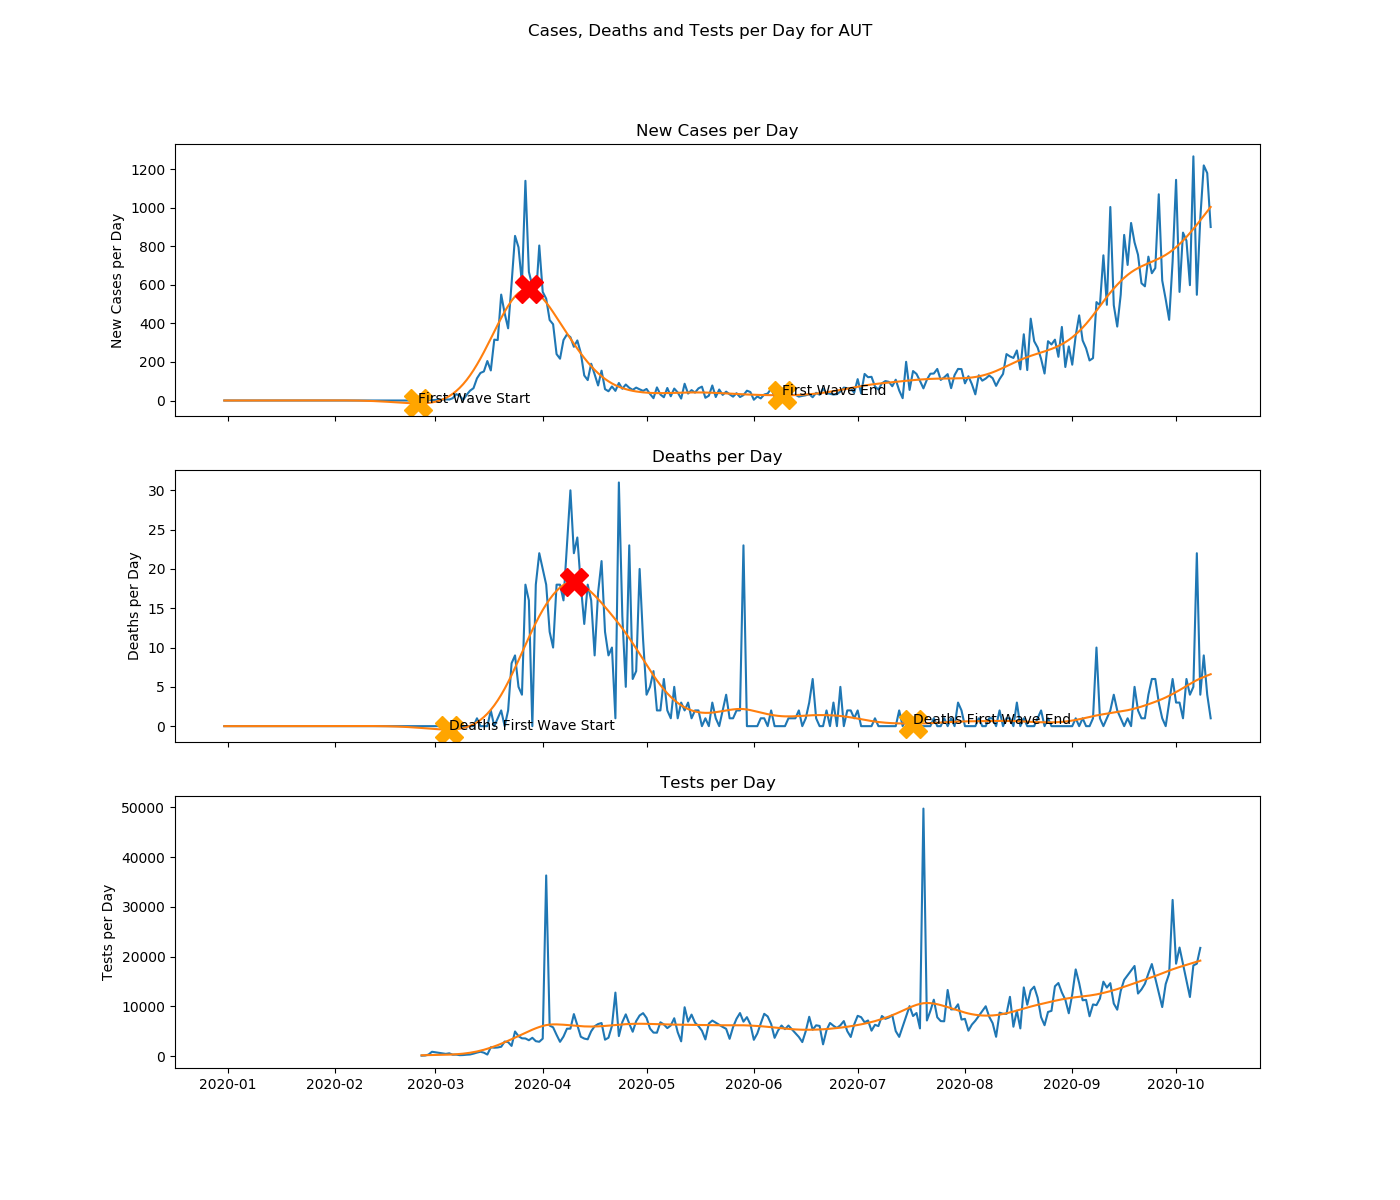 Cases, Deaths and Tests per Day for AUT
New Cases per Day
New Cases per Day
1200
1000
800
600
400
200
0
First Wave Start
First Wave End
Deaths per Day
Deaths per Day
30
25
20
15
10
5
0
Deaths First Wave Start
Deaths First Wave End
Tests per Day
Tests per Day
50000
40000
30000
20000
10000
0
2020-01 2020-02 2020-03 2020-04 2020-05 2020-06 2020-07 2020-08 2020-09 2020-10